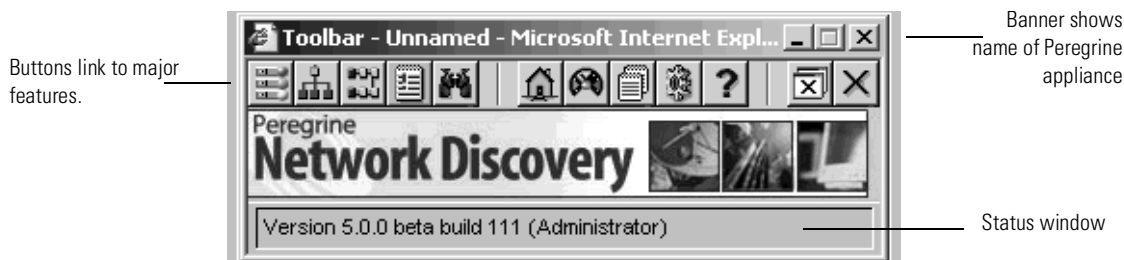 Toolbar - Unnamed - Microsoft Internet Expl...
Banner shows
name of Peregrine
appliance
Buttons link to major
features.
?
Peregrine
Network Discovery
Version 5.0.0 beta build 111 (Administrator)
Status window